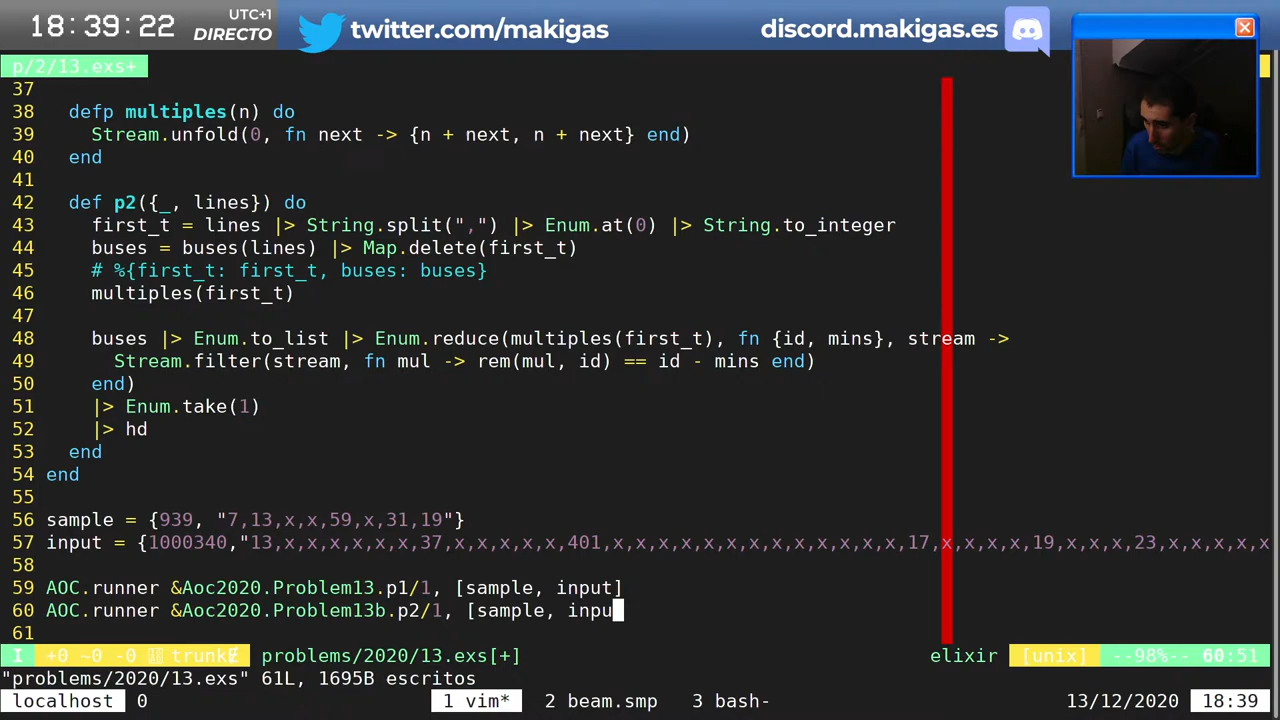 18:39:22
UTC+1
DIRECTO
twitter.com/makigas
discord.makigas.es
p/2/13.exs+
37
38 defp multiples(n) do
39 Stream.unfold(0, fn next -> {n + next, n + next} end)
40 end
41
42 def p2({_, lines}) do
43 first_t = lines |> String.split(",") |> Enum.at(0) |> String.to_integer
44 buses = buses(lines) |> Map.delete(first_t)
45 # %{first_t: first_t, buses: buses}
46 multiples(first_t)
47
48 buses |> Enum.to_list |> Enum.reduce(multiples(first_t), fn {id, mins}, stream ->
49 Stream.filter(stream, fn mul -> rem(mul, id) == id - mins end)
50 end)
51 |> Enum.take(1)
52 |> hd
53 end
54 end
55
56 sample = {939, "7,13,x,x,59,x,31,19"}
57 input = {1000340,"13,x,x,x,x,x,x,37,x,x,x,x,x,401,x,x,x,x,x,x,x,x,x,x,x,x,x,17,x,x,x,x,19,x,x,x,23,x,x,x,x,x
58
59 AOC.runner &Aoc2020.Problem13.p1/1, [sample, input]
60 AOC.runner &Aoc2020.Problem13b.p2/1, [sample, inpu
61
I +0 ~0 -0 trunk problems/2020/13.exs[+] elixir [unix] --98%-- 60:51
"problems/2020/13.exs" 61L, 1695B escritos
localhost 0 1 vim* 2 beam.smp 3 bash- 13/12/2020 18:39